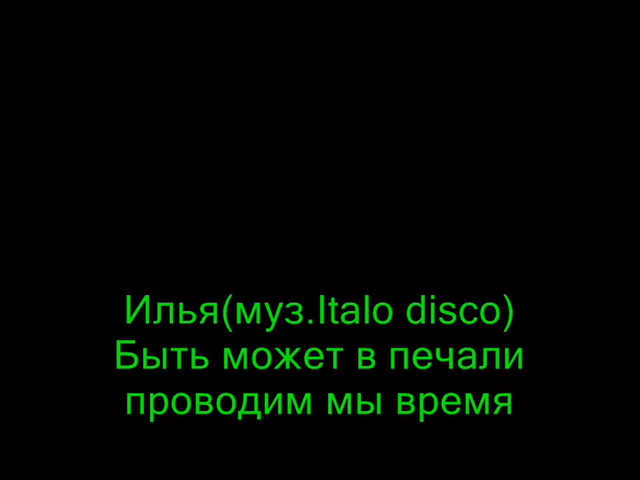 Илья(муз.Italo disco)
Быть может в печали
проводим мы время